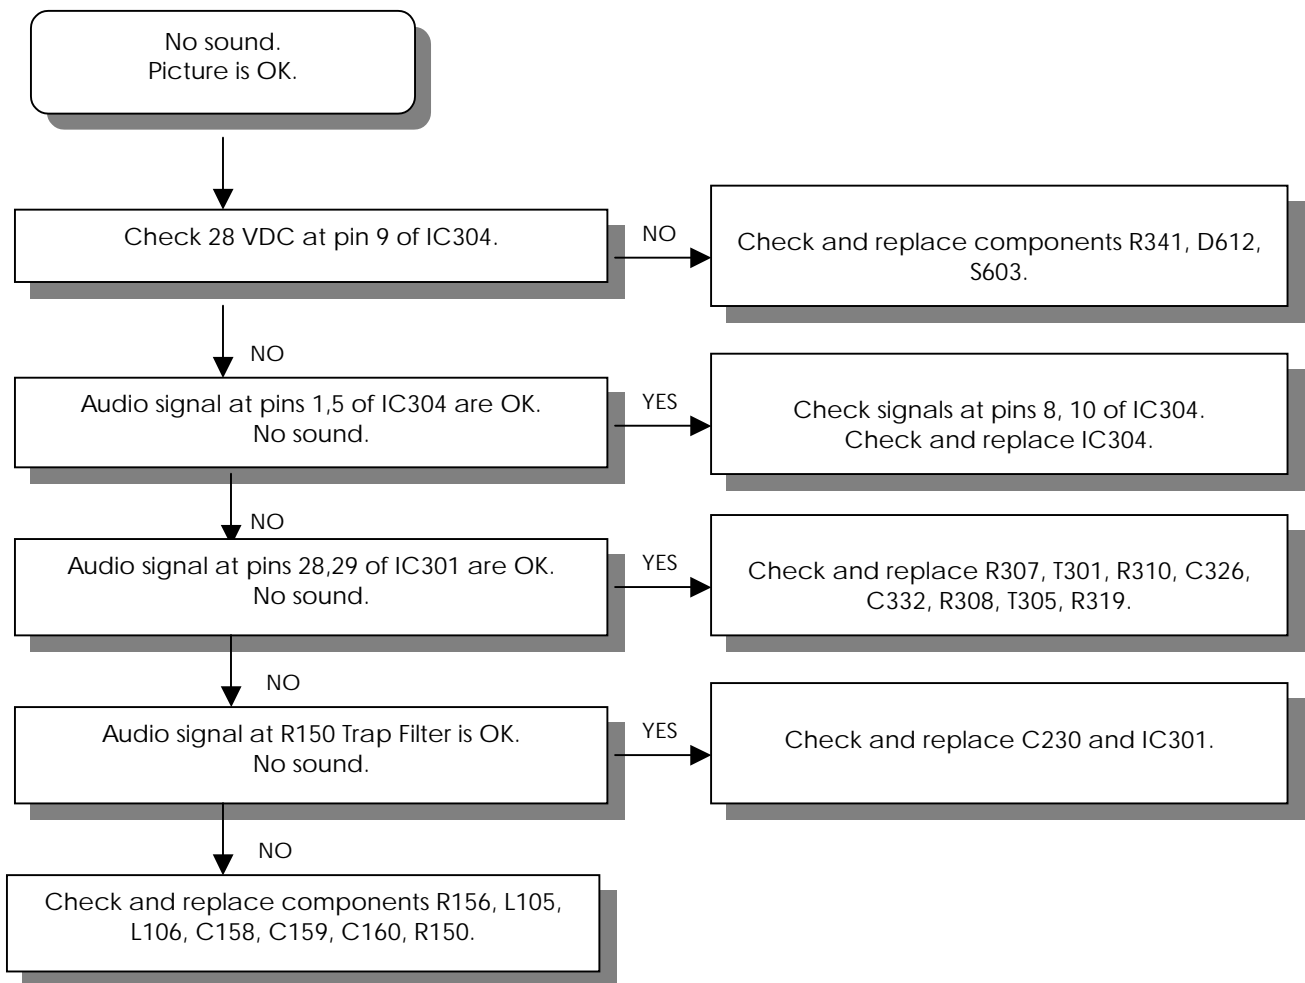 No sound.
Picture is OK.
Check 28 VDC at pin 9 of IC304.
NO
Check and replace components R341, D612,
S603.
NO
Audio signal at pins 1,5 of IC304 are OK.
No sound.
YES
Check signals at pins 8, 10 of IC304.
Check and replace IC304.
NO
Audio signal at pins 28,29 of IC301 are OK.
No sound.
YES
Check and replace R307, T301, R310, C326,
C332, R308, T305, R319.
NO
Audio signal at R150 Trap Filter is OK.
No sound.
YES
Check and replace C230 and IC301.
NO
Check and replace components R156, L105,
L106, C158, C159, C160, R150.